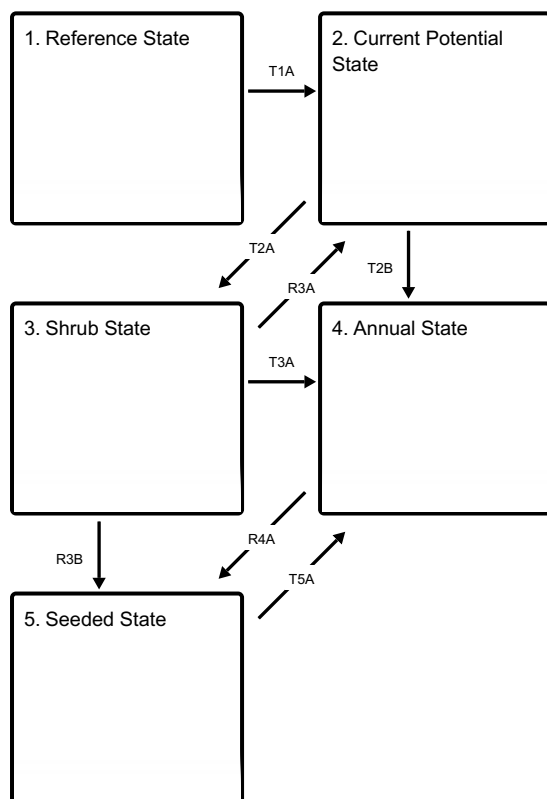 1. Reference State
2. Current Potential
State
T1A
T2A
R3A
T2B
3. Shrub State
4. Annual State
T3A
R4A
T5A
R3B
5. Seeded State